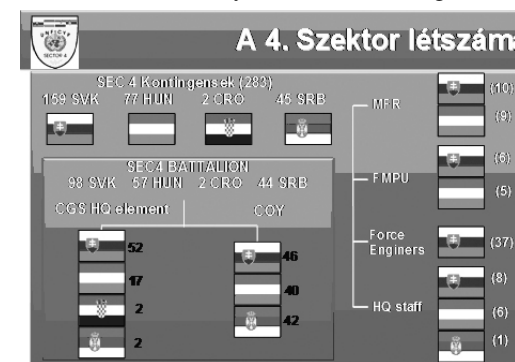 UNFICYP
SECTOR 4
A 4. Szektor létszám
SEC 4 Kontingensek (283)
159 SVK 77 HUN 2 CRO 45 SRB
SEC4 BATTALION
98 SVK 57 HUN 2 CRO 44 SRB
CGS HQ element COY
52
17
2
2
46
40
42
MFR
(10)
(9)
FMPU
(6)
(5)
Force
Enginers
(37)
HQ staff
(8)
(6)
(1)